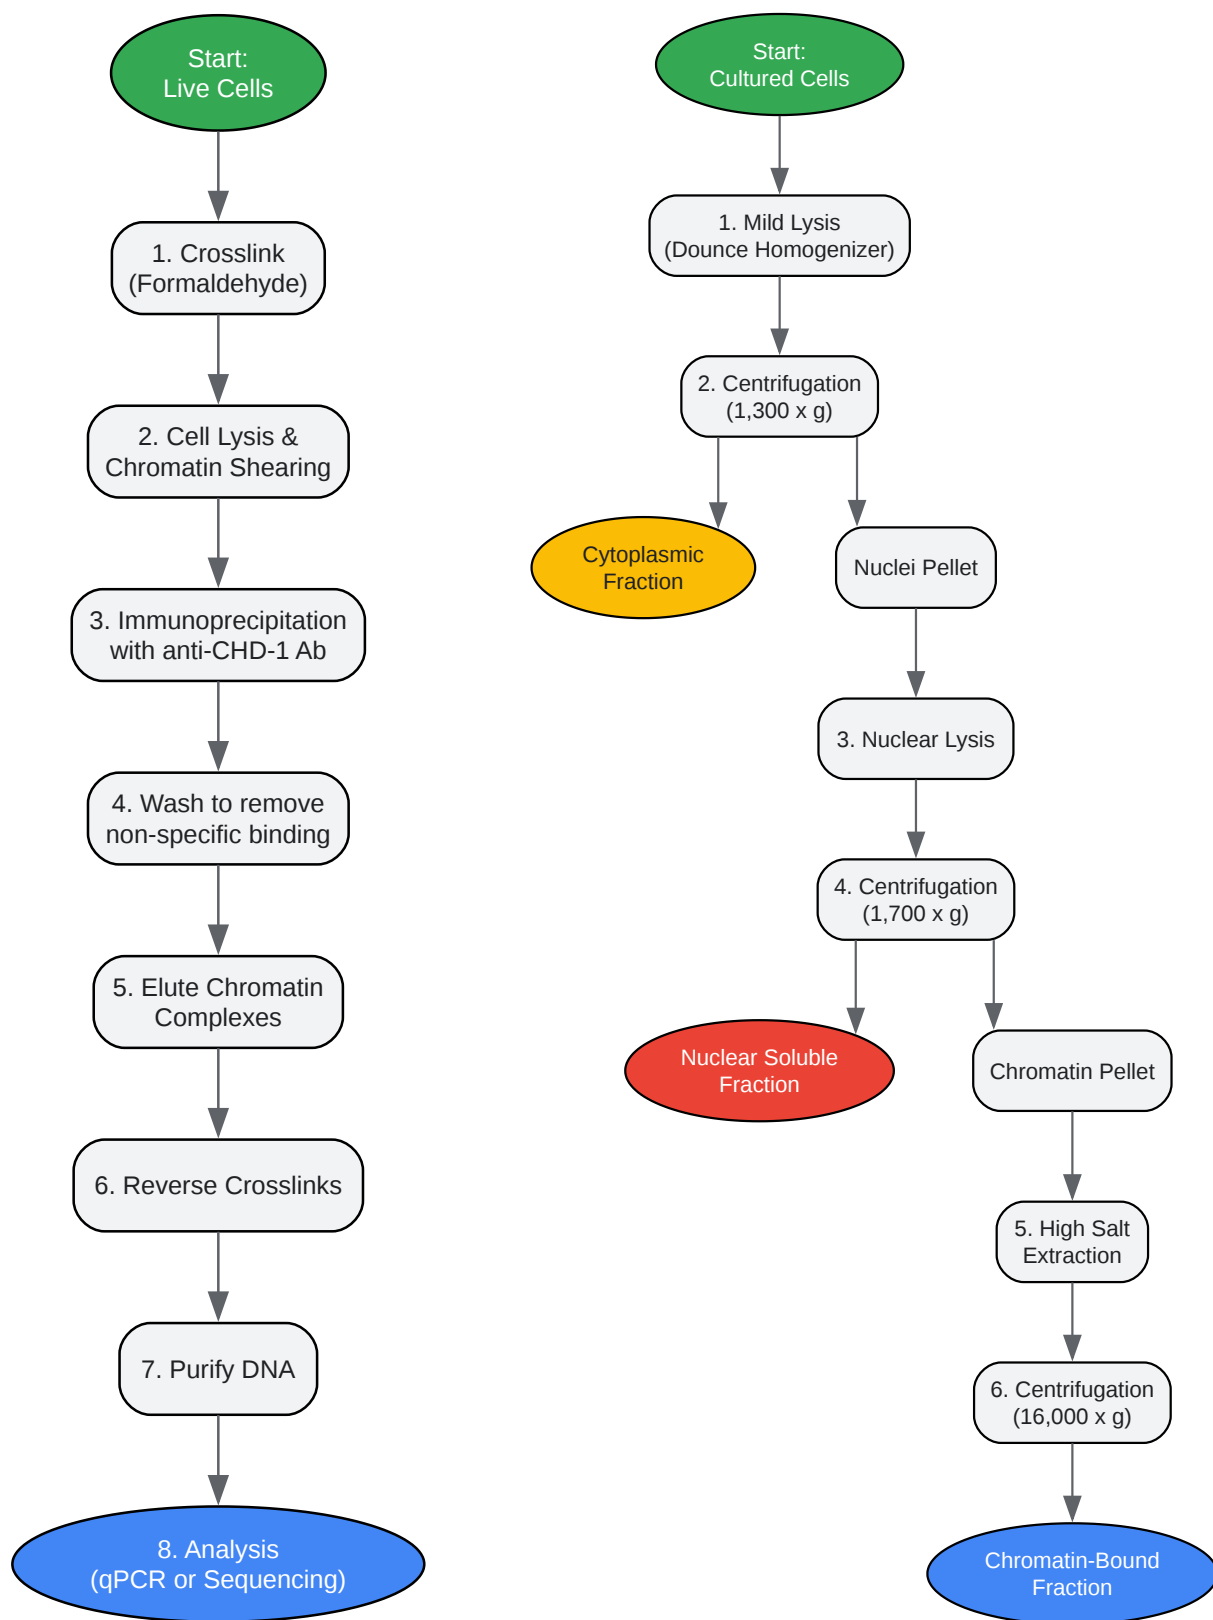 Start:
Live Cells
1. Crosslink
(Formaldehyde)
2. Cell Lysis &
Chromatin Shearing
3. Immunoprecipitation
with anti-CHD-1 Ab
4. Wash to remove
non-specific binding
5. Elute Chromatin
Complexes
6. Reverse Crosslinks
7. Purify DNA
8. Analysis
(qPCR or Sequencing)
Start:
Cultured Cells
1. Mild Lysis
(Dounce Homogenizer)
2. Centrifugation
(1,300 x g)
Cytoplasmic
Fraction
Nuclei Pellet
3. Nuclear Lysis
4. Centrifugation
(1,700 x g)
Nuclear Soluble
Fraction
Chromatin Pellet
5. High Salt
Extraction
6. Centrifugation
(16,000 x g)
Chromatin-Bound
Fraction